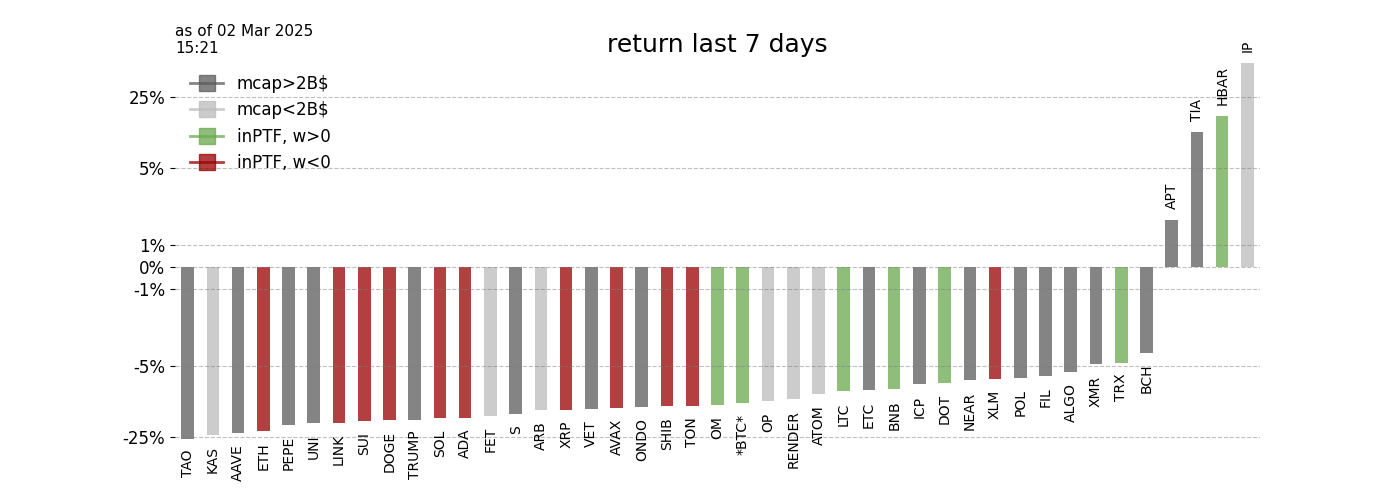 as of 02 Mar 2025
15:21
return last 7 days
mcap>2B$
mcap<2B$
inPTF, w>0
inPTF, w<0
25%
5%
1%
0%
-1%
-5%
-25%
TAO
KAS
AAVE
ETH
PEPE
UNI
LINK
SUI
DOGE
TRUMP
SOL
ADA
FET
S
ARB
XRP
VET
AVAX
ONDO
SHIB
TON
OM
*BTC*
OP
RENDER
ATOM
LTC
ETC
BNB
ICP
DOT
NEAR
XLM
POL
FIL
ALGO
XMR
TRX
BCH
APT
TIA
HBAR
IP